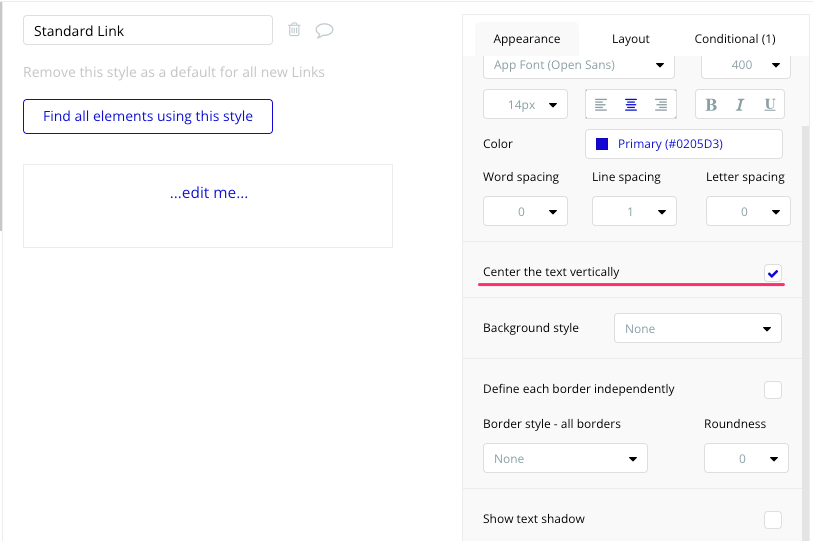 Standard Link
Remove this style as a default for all new Links
Find all elements using this style
...edit me...
Appearance
Layout
Conditional (1)
App Font (Open Sans)
400
14px
B I U
Color
Primary (#0205D3)
Word spacing
Line spacing
Letter spacing
0
1
0
Center the text vertically
Background style
None
Define each border independently
Border style - all borders
Roundness
None
0
Show text shadow